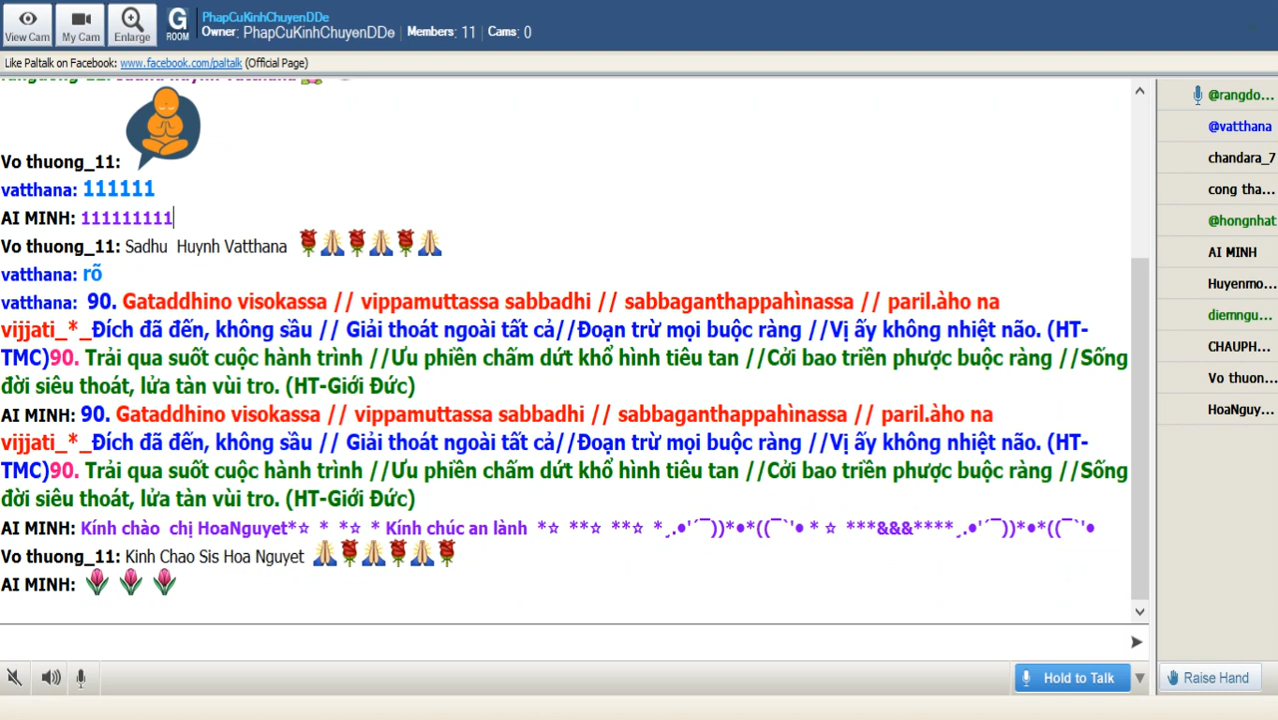 PhapCuKinhChuyenDDe
Owner: PhapCuKinhChuyenDDe | Members: 11 | Cams: 0
View Cam
My Cam
Enlarge
G
ROOM
Like Paltalk on Facebook: www.facebook.com/paltalk (Official Page)
Vo thuong_11:
vatthana: 111111
AI MINH: 111111111
Vo thuong_11: Sadhu Huynh Vatthana
vatthana: rõ
vatthana: 90. Gataddhino visokassa // vippamuttassa sabbadhi // sabbaganthappahìnassa // paril.àho na
vijjati_*_Đích đã đến, không sầu // Giải thoát ngoài tất cả//Đoạn trừ mọi buộc ràng //Vị ấy không nhiệt não. (HT-
TMC)90. Trải qua suốt cuộc hành trình //Ưu phiền chấm dứt khổ hình tiêu tan //Cởi bao triền phược buộc ràng //Sống
đời siêu thoát, lửa tàn vùi tro. (HT-Giới Đức)
AI MINH: 90. Gataddhino visokassa // vippamuttassa sabbadhi // sabbaganthappahìnassa // paril.àho na
vijjati_*_Đích đã đến, không sầu // Giải thoát ngoài tất cả//Đoạn trừ mọi buộc ràng //Vị ấy không nhiệt não. (HT-
TMC)90. Trải qua suốt cuộc hành trình //Ưu phiền chấm dứt khổ hình tiêu tan //Cởi bao triền phược buộc ràng //Sống
đời siêu thoát, lửa tàn vùi tro. (HT-Giới Đức)
AI MINH: Kính chào chị HoaNguyet*☆ * *☆ * Kính chúc an lành *☆ **☆ **☆ *¸.•'´¯))*•*((¯`'• * ☆ ***&&&****¸.•'´¯))*•*((¯`'•
Vo thuong_11: Kinh Chao Sis Hoa Nguyet
AI MINH:
@rangdo...
@vatthana
chandara_7
cong tha...
@hongnhat
AI MINH
Huyenmo...
diemngu...
CHAUPH...
Vo thuon...
HoaNguy...
Hold to Talk
Raise Hand